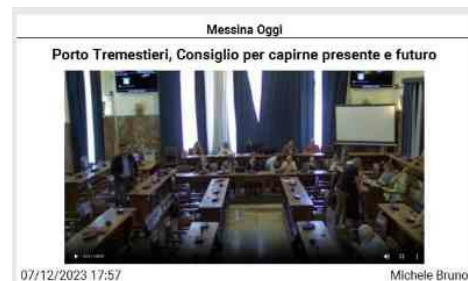 Messina Oggi
Porto Tremestieri, Consiglio per capirne presente e futuro
07/12/2023 17:57
Michele Bruno